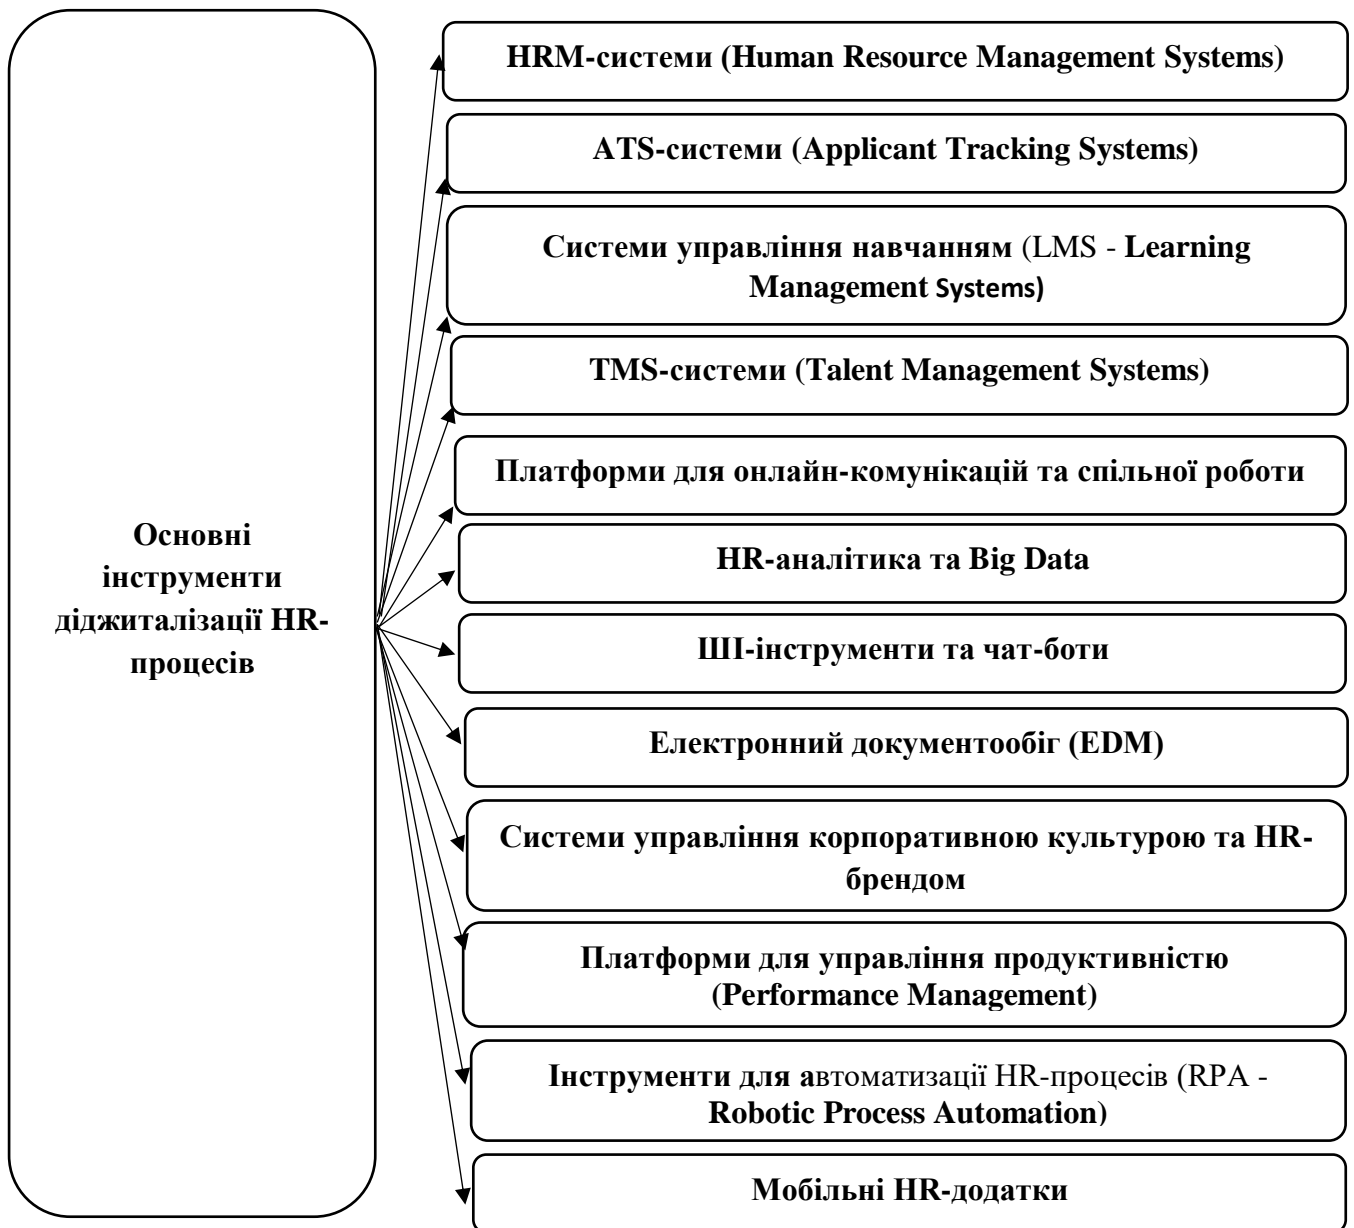 Основні
інструменти
діджиталізації HR-
процесів
HRM-системи (Human Resource Management Systems)
ATS-системи (Applicant Tracking Systems)
Системи управління навчанням (LMS - Learning
Management Systems)
TMS-системи (Talent Management Systems)
Платформи для онлайн-комунікацій та спільної роботи
HR-аналітика та Big Data
ШІ-інструменти та чат-боти
Електронний документообіг (EDM)
Системи управління корпоративною культурою та HR-
брендом
Платформи для управління продуктивністю
(Performance Management)
Інструменти для автоматизації HR-процесів (RPA -
Robotic Process Automation)
Мобільні HR-додатки